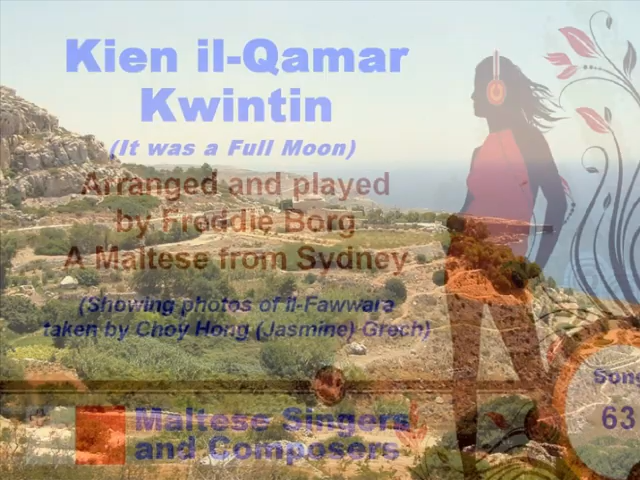 Kien il-Qamar
Kwintin
(It was a Full Moon)
Arranged and played
by Freddie Borg
A Maltese from Sydney
(Showing photos of il-Fawwara
taken by Choy Hong (Jasmine) Grech)
Song
63
Maltese Singers
and Composers